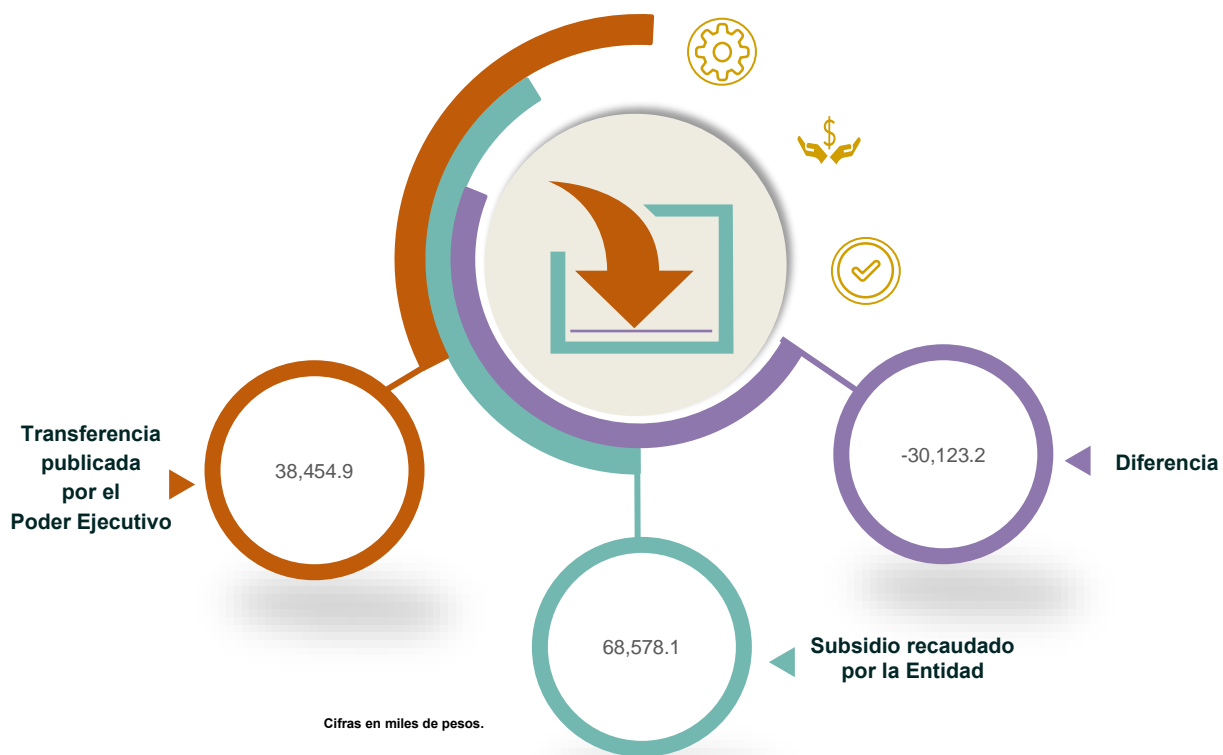 Transferencia
publicada
por el
Poder Ejecutivo
38,454.9
-30,123.2
Diferencia
68,578.1
Subsidio recaudado
por la Entidad
Cifras en miles de pesos.
$